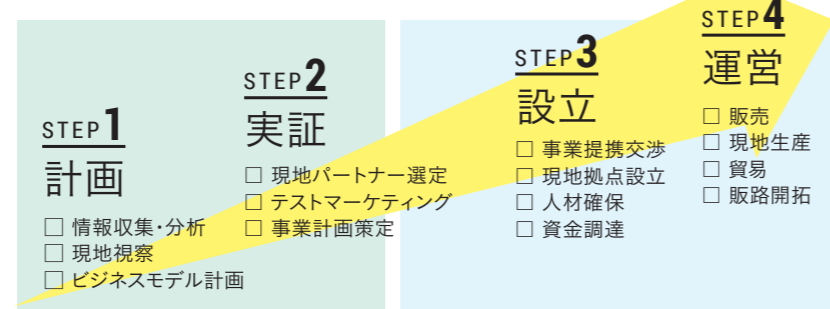 STEP1
計画
□ 情報収集・分析
□ 現地視察
□ ビジネスモデル計画
STEP2
実証
□ 現地パートナー選定
□ テストマーケティング
□ 事業計画策定
STEP3
設立
□ 事業提携交渉
□ 現地拠点設立
□ 人材確保
□ 資金調達
STEP4
運営
□ 販売
□ 現地生産
□ 貿易
□ 販路開拓